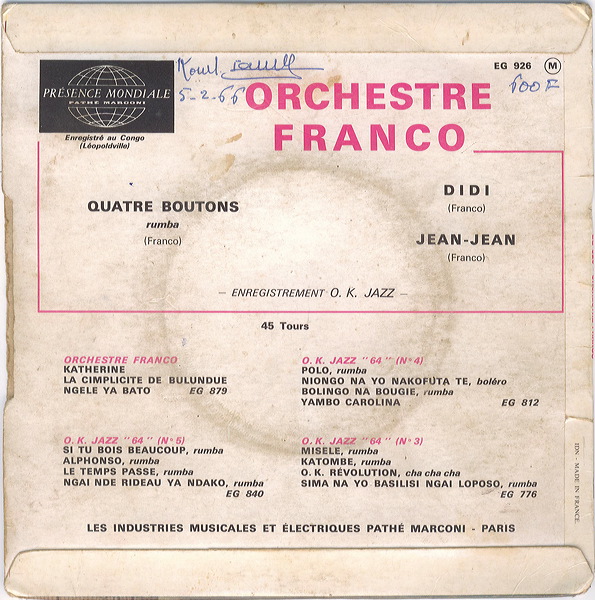 EG 926 M
PRÉSENCE MONDIALE
PATHÉ MARCONI
5-2-66
600 F
ORCHESTRE
FRANCO
Enregistré au Congo
(Léopoldville)
QUATRE BOUTONS
rumba
(Franco)
DIDI
(Franco)
JEAN-JEAN
(Franco)
– ENREGISTREMENT O. K. JAZZ –
45 Tours
ORCHESTRE FRANCO
KATHERINE
LA CIMPLICITE DE BULUNDUE
NGELE YA BATO EG 879
O. K. JAZZ "64" (N° 4)
POLO, rumba
NIONGO NA YO NAKOFUTA TE, boléro
BOLINGO NA BOUGIE, rumba
YAMBO CAROLINA EG 812
O. K. JAZZ "64" (N° 5)
SI TU BOIS BEAUCOUP, rumba
ALPHONSO, rumba
LE TEMPS PASSE, rumba
NGAI NDE RIDEAU YA NDAKO, rumba
EG 840
O. K. JAZZ "64" (N° 3)
MISELE, rumba
KATOMBE, rumba
O. K. RÉVOLUTION, cha cha cha
SIMA NA YO BASILISI NGAI LOPOSO, rumba
EG 776
IDN - MADE IN FRANCE
LES INDUSTRIES MUSICALES ET ÉLECTRIQUES PATHÉ MARCONI - PARIS